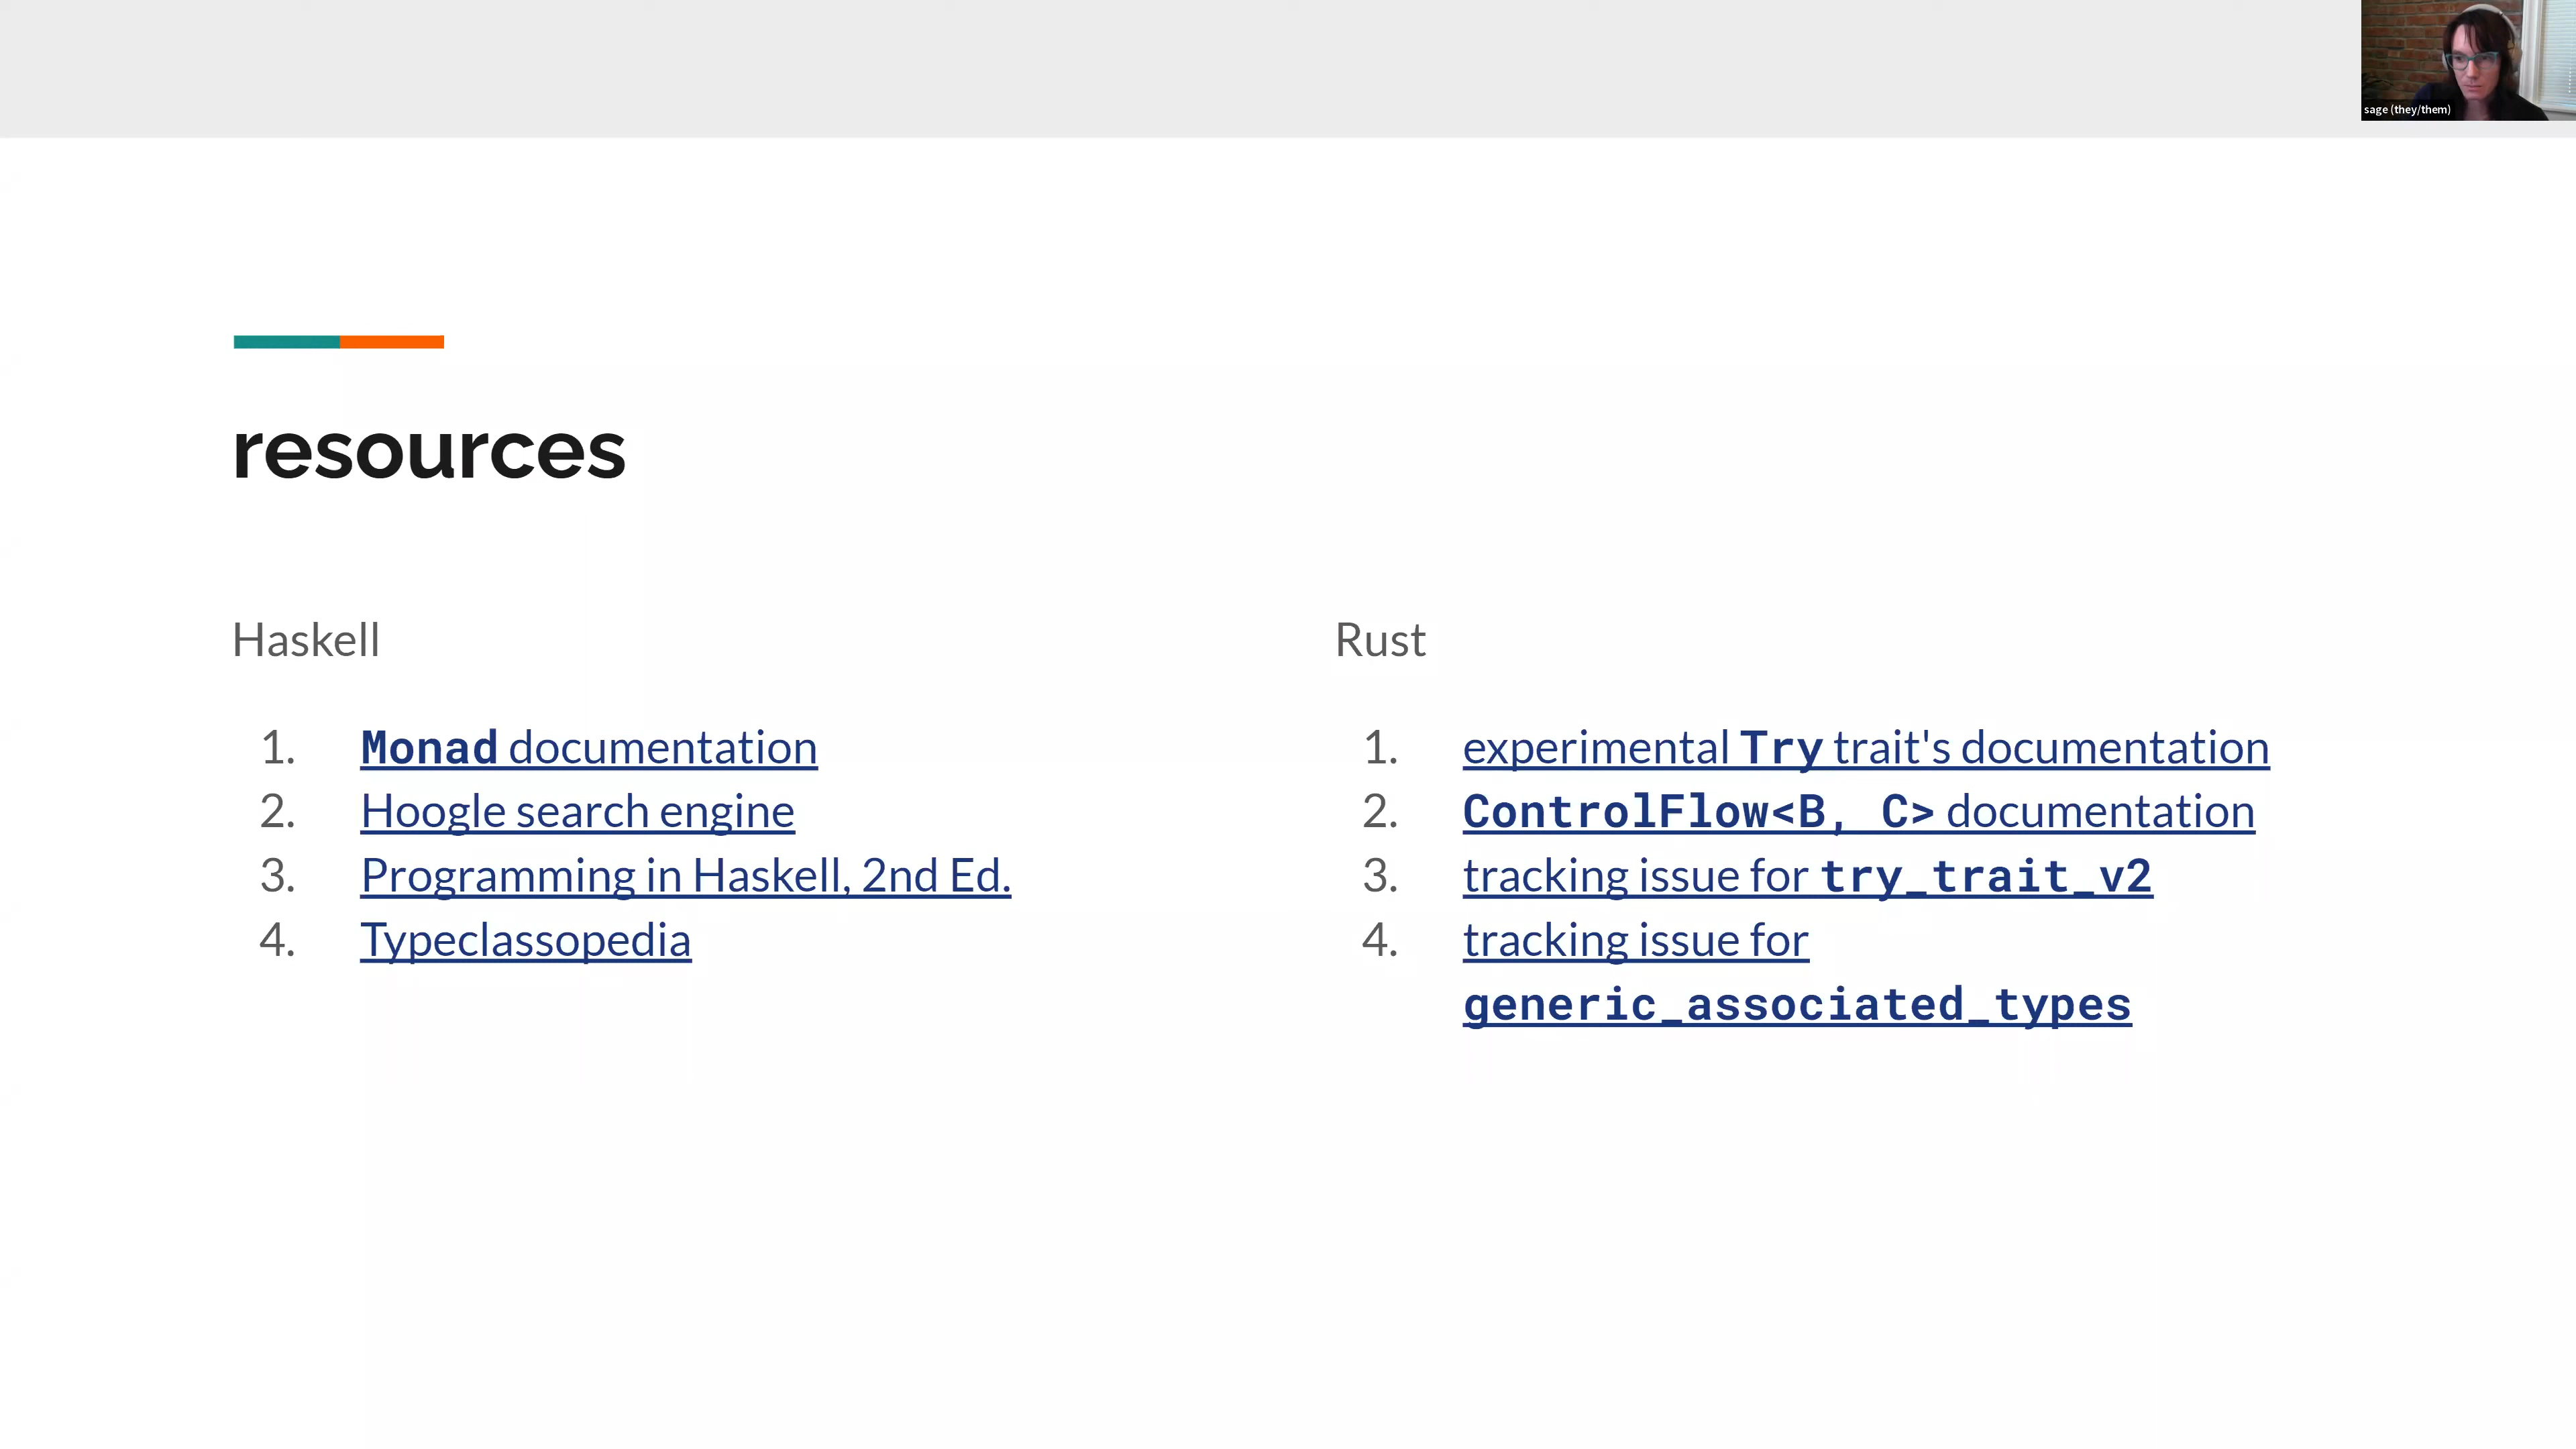 sage (they/them)
resources
Haskell
1. Monad documentation
2. Hoogle search engine
3. Programming in Haskell, 2nd Ed.
4. Typeclassopedia
Rust
1. experimental Try trait's documentation
2. ControlFlow<B, C> documentation
3. tracking issue for try_trait_v2
4. tracking issue for
generic_associated_types